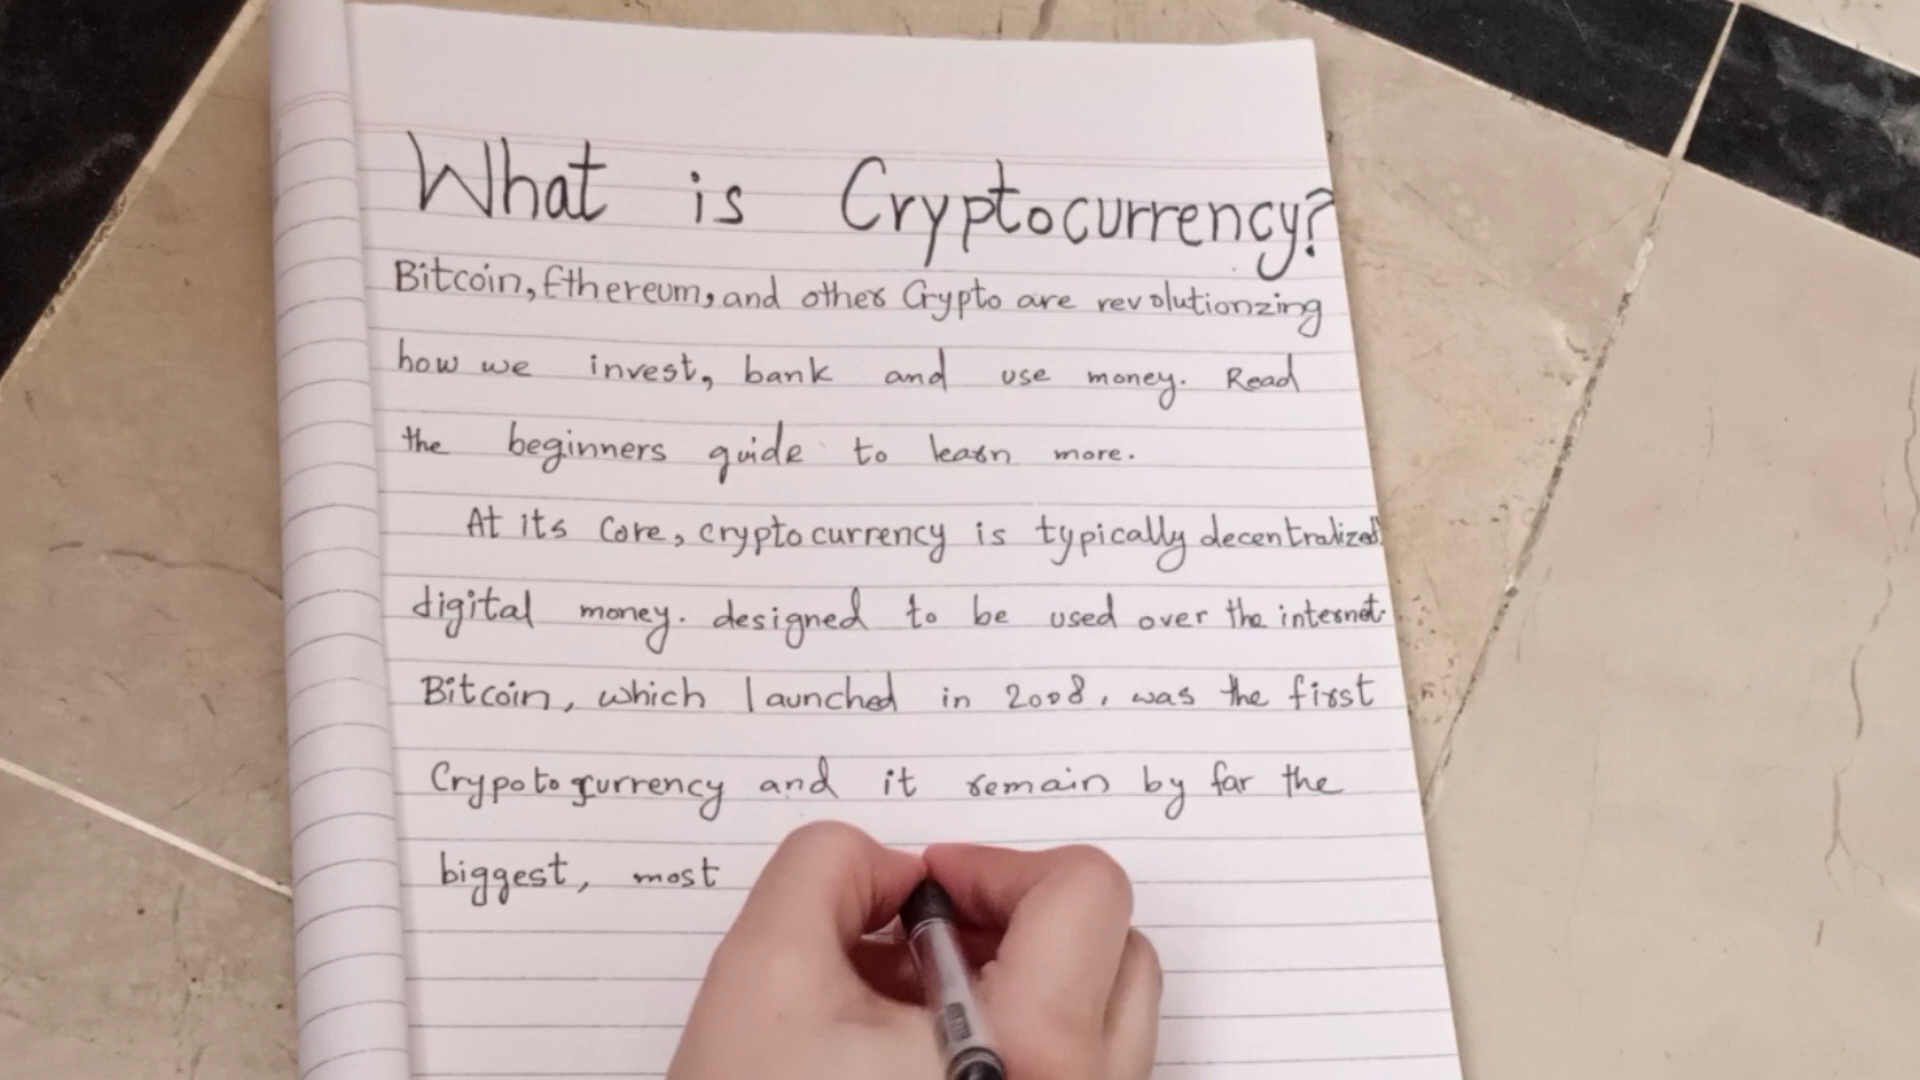 What is Cryptocurrency?
Bitcoin, Ethereum, and other Crypto are revolutionzing
how we invest, bank and use money. Read
the beginners guide to learn more.
At its Core, cryptocurrency is typically decentralized
digital money. designed to be used over the internet.
Bitcoin, which launched in 2008, was the first
Crypotocurrency and it remain by far the
biggest, most